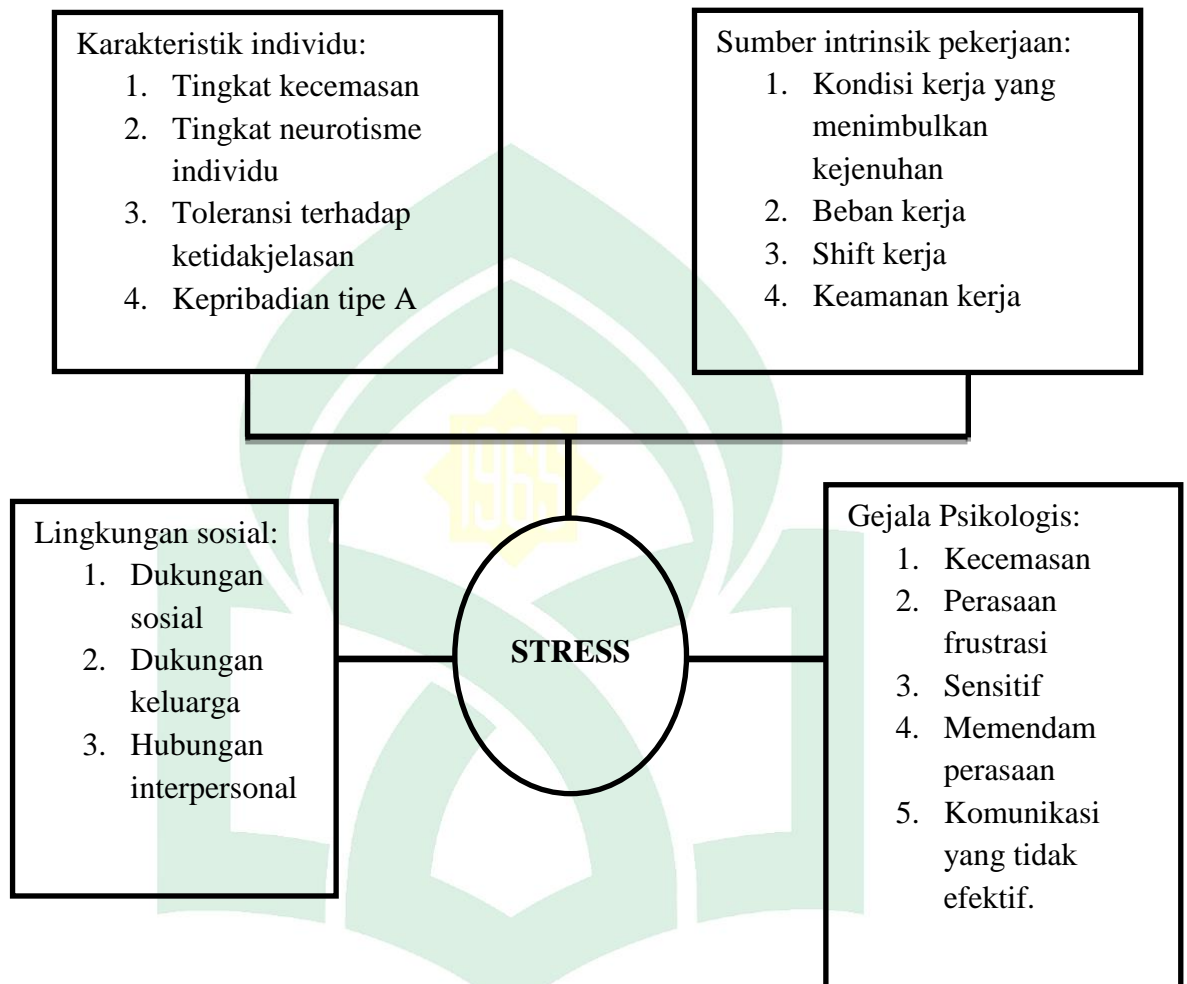 Karakteristik individu:
1. Tingkat kecemasan
2. Tingkat neurotisme
individu
3. Toleransi terhadap
ketidakjelasan
4. Kepribadian tipe A
Sumber intrinsik pekerjaan:
1. Kondisi kerja yang
menimbulkan
kejenuhan
2. Beban kerja
3. Shift kerja
4. Keamanan kerja
1965
Lingkungan sosial:
1. Dukungan
sosial
2. Dukungan
keluarga
3. Hubungan
interpersonal
STRESS
Gejala Psikologis:
1. Kecemasan
2. Perasaan
frustrasi
3. Sensitif
4. Memendam
perasaan
5. Komunikasi
yang tidak
efektif.